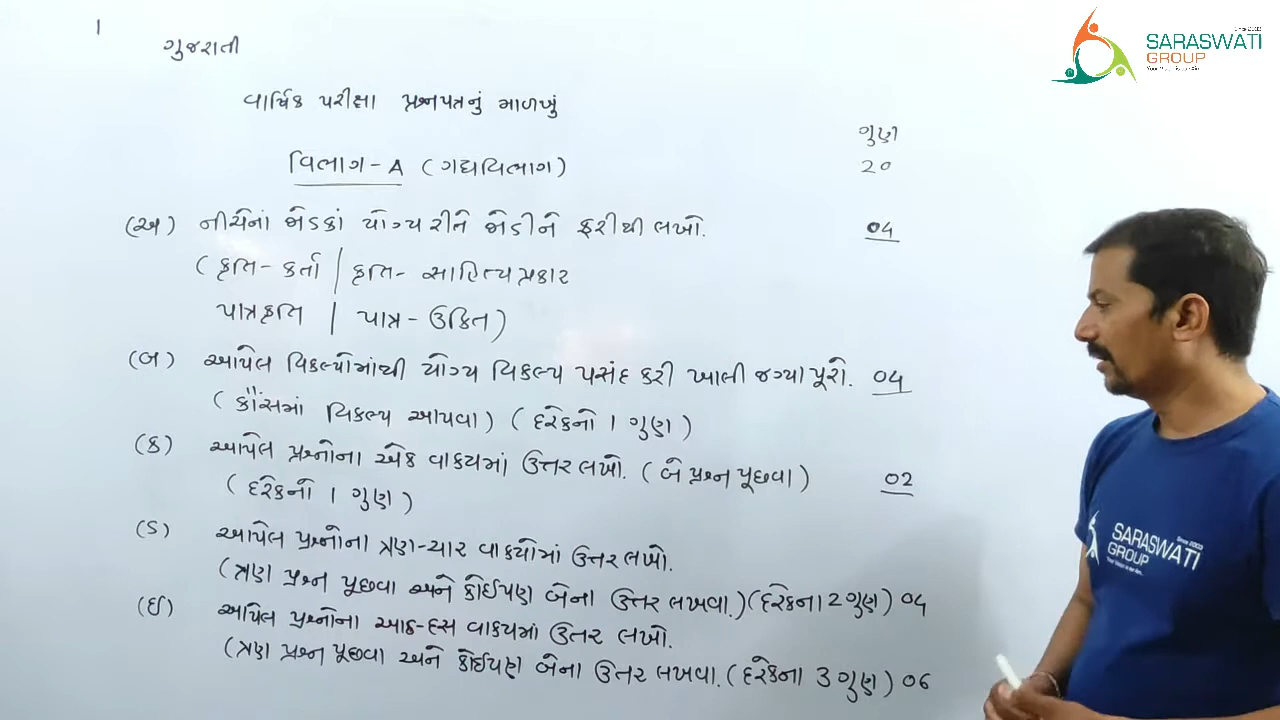 1
ગુજરાતી
SARASWATI
GROUP
વાર્ષિક પરીક્ષા પ્રશ્નપત્રનું માળખું
ગુણ
વિભાગ - A ( ગદ્યવિભાગ ) 20
(અ) નીચેનાં જોડકાં યોગ્ય રીતે જોડીને ફરીથી લખો. 04
( કૃતિ - કર્તા / કૃતિ - સાહિત્ય પ્રકાર
પાત્રકૃતિ / પાત્ર - ઉક્તિ )
(બ) આપેલ વિકલ્પોમાંથી યોગ્ય વિકલ્પ પસંદ કરી ખાલી જગ્યા પૂરો. 04
( કૌંસમાં વિકલ્પ આપવા ) ( દરેકનો 1 ગુણ )
(ક) આપેલ પ્રશ્નોના એક વાક્યમાં ઉત્તર લખો. ( બે પ્રશ્ન પૂછવા ) 02
( દરેકનો 1 ગુણ )
(ડ) આપેલ પ્રશ્નોના ત્રણ-ચાર વાક્યોમાં ઉત્તર લખો.
(ત્રણ પ્રશ્ન પૂછવા અને કોઈપણ બેના ઉત્તર લખવા.) (દરેકના 2 ગુણ) 04
(ઈ) આપેલ પ્રશ્નોના આઠ-દસ વાક્યમાં ઉત્તર લખો.
(ત્રણ પ્રશ્ન પૂછવા અને કોઈપણ બેના ઉત્તર લખવા. (દરેકના 3 ગુણ) 06
Since 2003
SARASWATI
GROUP